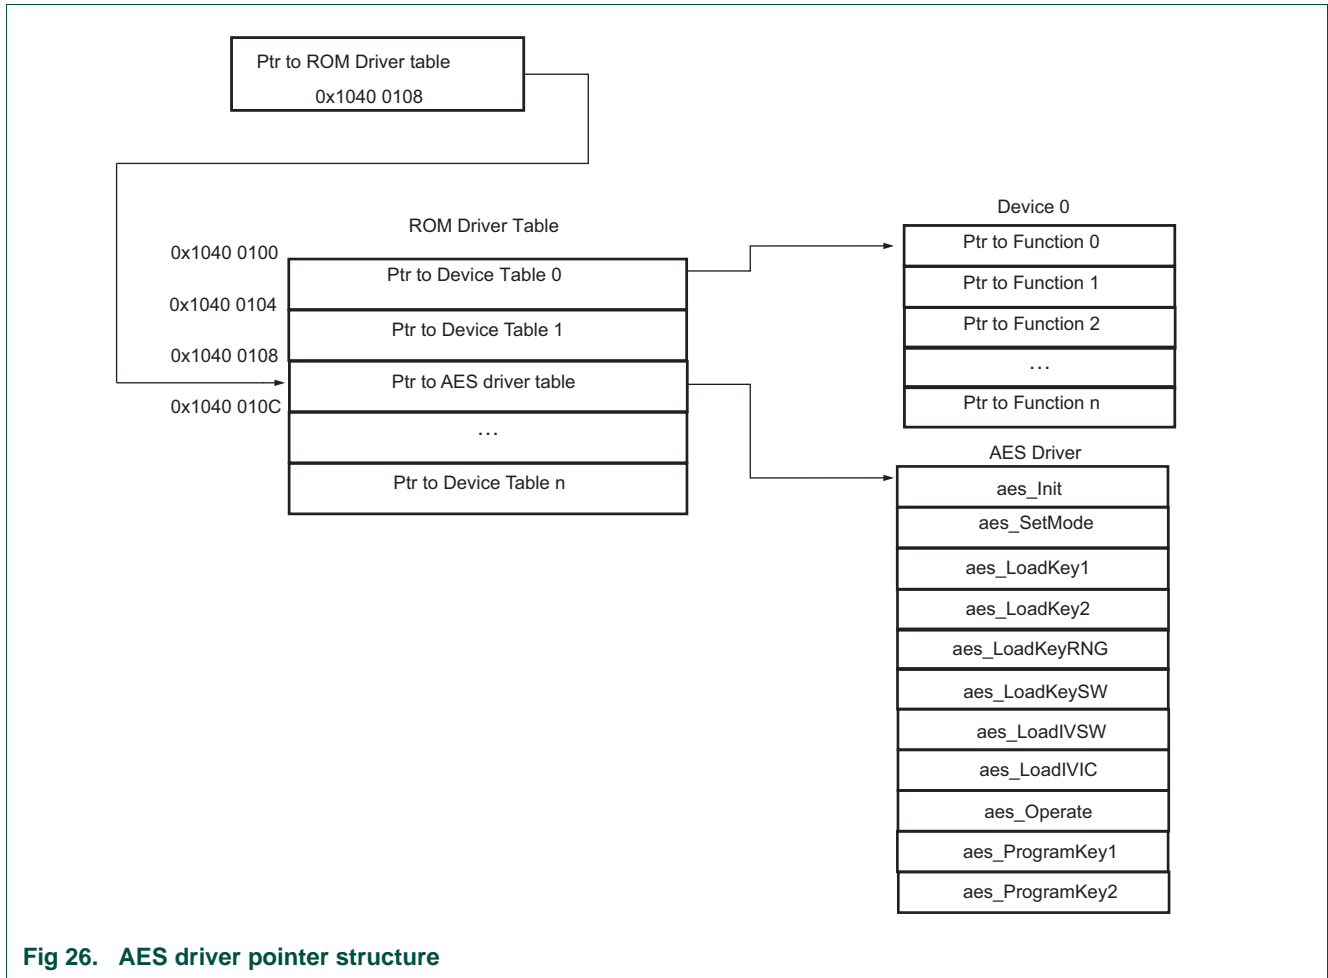 Ptr to ROM Driver table
0x1040 0108
ROM Driver Table
0x1040 0100
Ptr to Device Table 0
0x1040 0104
Ptr to Device Table 1
0x1040 0108
Ptr to AES driver table
0x1040 010C
...
Ptr to Device Table n
Device 0
Ptr to Function 0
Ptr to Function 1
Ptr to Function 2
...
Ptr to Function n
AES Driver
aes_Init
aes_SetMode
aes_LoadKey1
aes_LoadKey2
aes_LoadKeyRNG
aes_LoadKeySW
aes_LoadIVSW
aes_LoadIVIC
aes_Operate
aes_ProgramKey1
aes_ProgramKey2
Fig 26. AES driver pointer structure